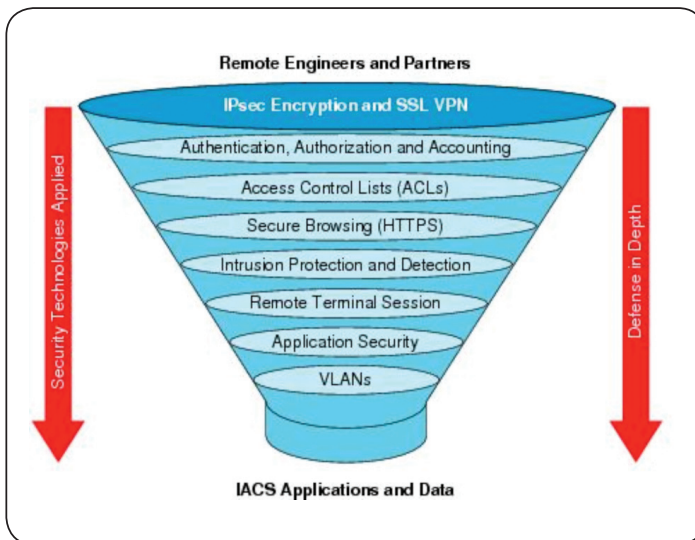 Remote Engineers and Partners
IPsec Encryption and SSL VPN
Authentication, Authorization and Accounting
Access Control Lists (ACLs)
Secure Browsing (HTTPS)
Intrusion Protection and Detection
Remote Terminal Session
Application Security
VLANs
Security Technologies Applied
Defense in Depth
IACS Applications and Data